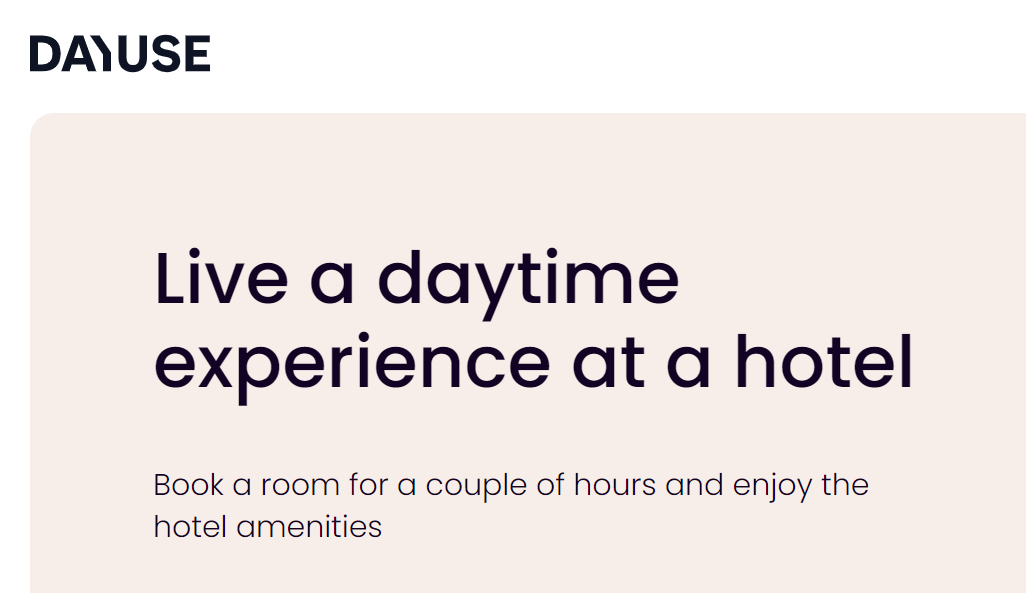 DAYUSE
Live a daytime
experience at a hotel
Book a room for a couple of hours and enjoy the
hotel amenities